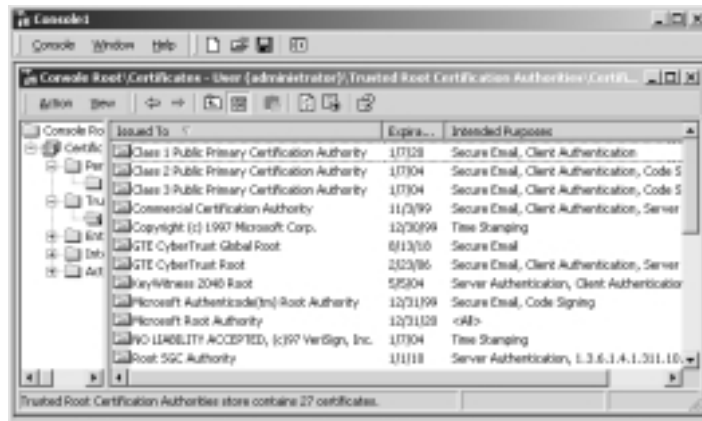 Console1
Console Window Help
Console Root\Certificates - User (administrator)\Trusted Root Certification Authorities\Certifi...
Action View
Console Ro
Certific
Per
Tru
Ent
Inte
Act
Issued To Expira... Intended Purposes
Class 1 Public Primary Certification Authority 1/7/20 Secure Email, Client Authentication
Class 2 Public Primary Certification Authority 1/7/04 Secure Email, Client Authentication, Code S
Class 3 Public Primary Certification Authority 1/7/04 Secure Email, Client Authentication, Code S
Commercial Certification Authority 11/3/99 Secure Email, Client Authentication, Server
Copyright (c) 1997 Microsoft Corp. 12/30/99 Time Stamping
GTE CyberTrust Global Root 8/13/18 Secure Email
GTE CyberTrust Root 2/23/06 Secure Email, Client Authentication, Server
KeyWitness 2048 Root 5/5/04 Server Authentication, Client Authentication
Microsoft Authenticode(tm) Root Authority 12/31/99 Secure Email, Code Signing
Microsoft Root Authority 12/31/20 <All>
NO LIABILITY ACCEPTED, (c)97 VeriSign, Inc. 1/7/04 Time Stamping
Root SGC Authority 1/1/10 Server Authentication, 1.3.6.1.4.1.311.10.
Trusted Root Certification Authorities store contains 27 certificates.